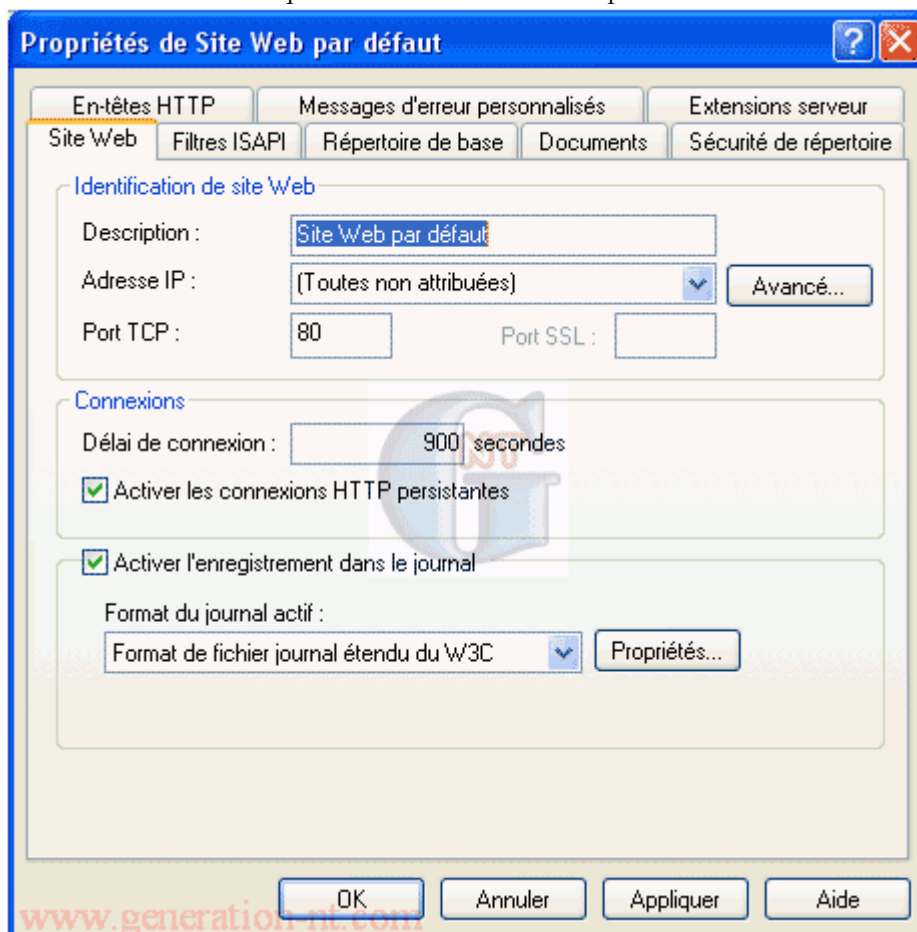 Propriétés de Site Web par défaut
En-têtes HTTP Messages d'erreur personnalisés Extensions serveur
Site Web Filtres ISAPI Répertoire de base Documents Sécurité de répertoire
Identification de site Web
Description : Site Web par défaut
Adresse IP : (Toutes non attribuées) Avancé...
Port TCP : 80 Port SSL :
Connexions
Délai de connexion : 900 secondes
Activer les connexions HTTP persistantes
Activer l'enregistrement dans le journal
Format du journal actif :
Format de fichier journal étendu du W3C Propriétés...
OK Annuler Appliquer Aide
www.generation-nt.com